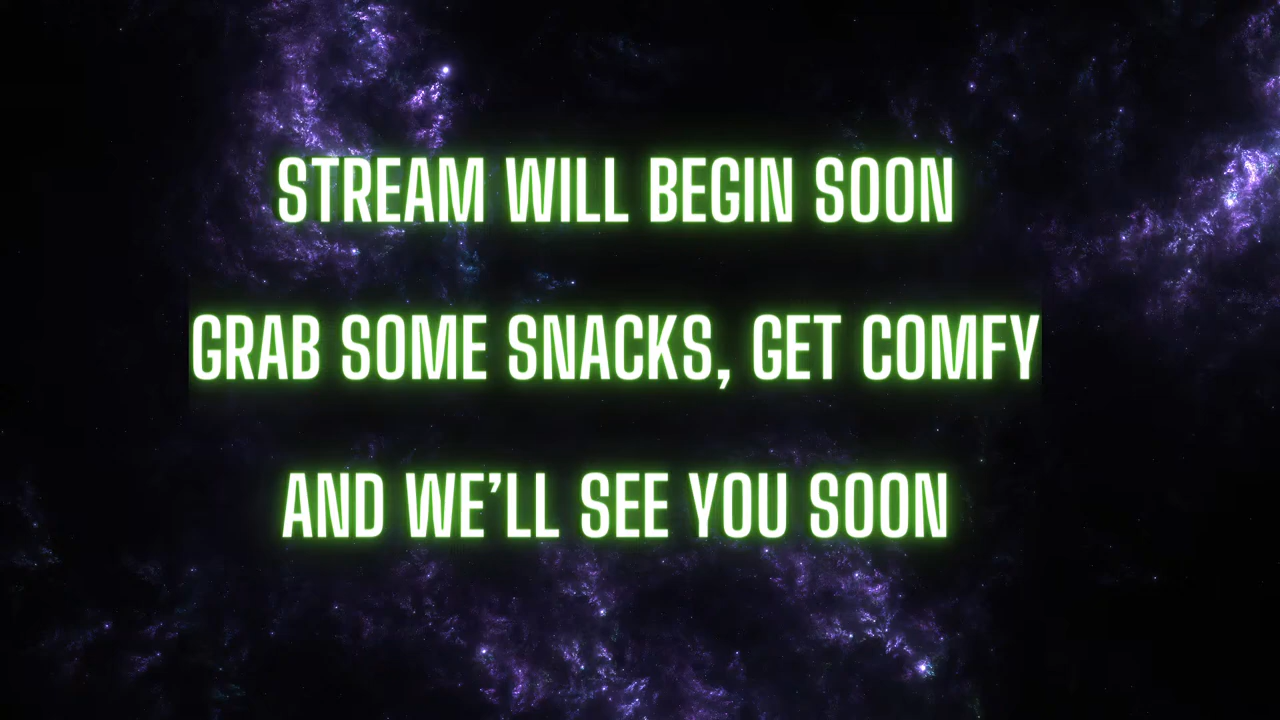 STREAM WILL BEGIN SOON
GRAB SOME SNACKS, GET COMFY
AND WE’LL SEE YOU SOON